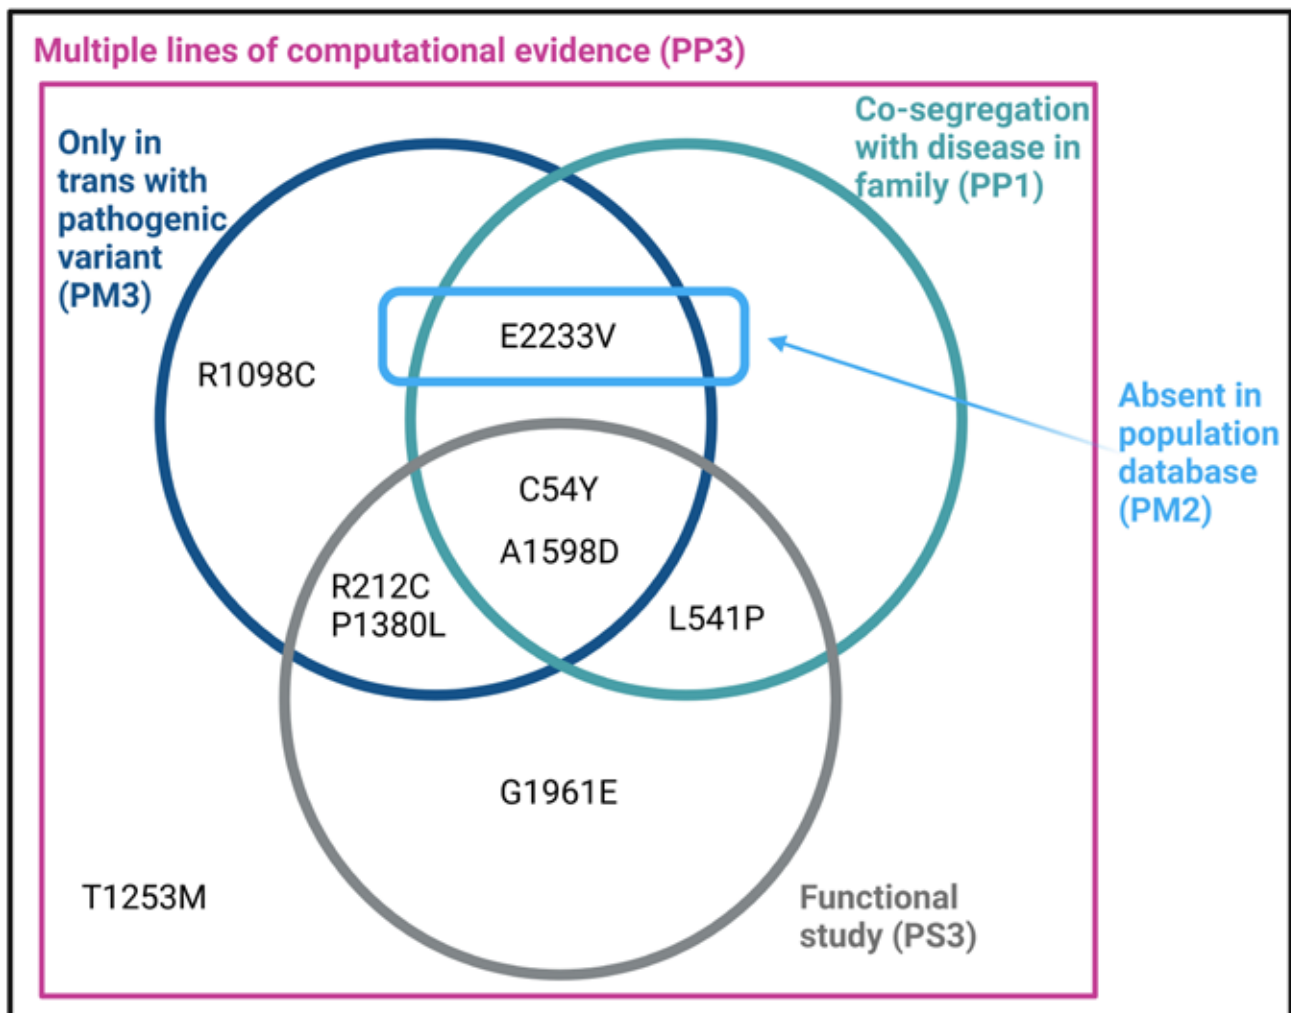 Multiple lines of computational evidence (PP3)
Only in
trans with
pathogenic
variant
(PM3)
Co-segregation
with disease in
family (PP1)
E2233V
R1098C
Absent in
population
database
(PM2)
C54Y
A1598D
R212C
P1380L
L541P
G1961E
T1253M
Functional
study (PS3)